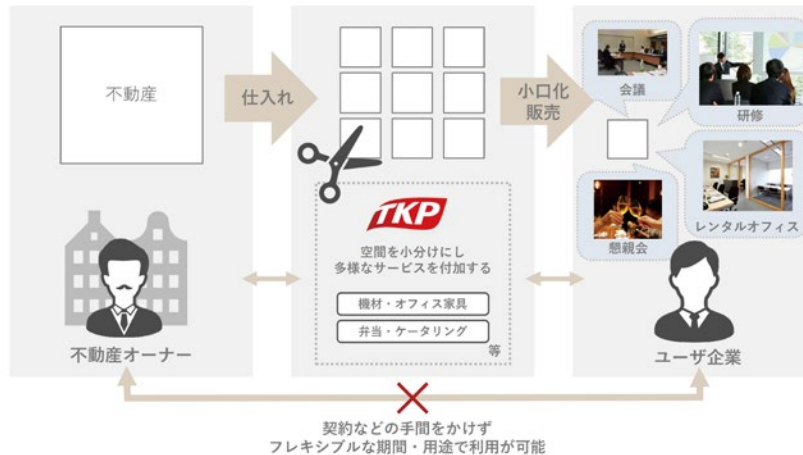 不動産
仕入れ
小口化
販売
会議
研修
懇親会
レンタルオフィス
TKP
空間を小分けにし
多様なサービスを付加する
機材・オフィス家具
弁当・ケータリング
等
不動産オーナー
ユーザ企業
契約などの手間をかけず
フレキシブルな期間・用途で利用が可能